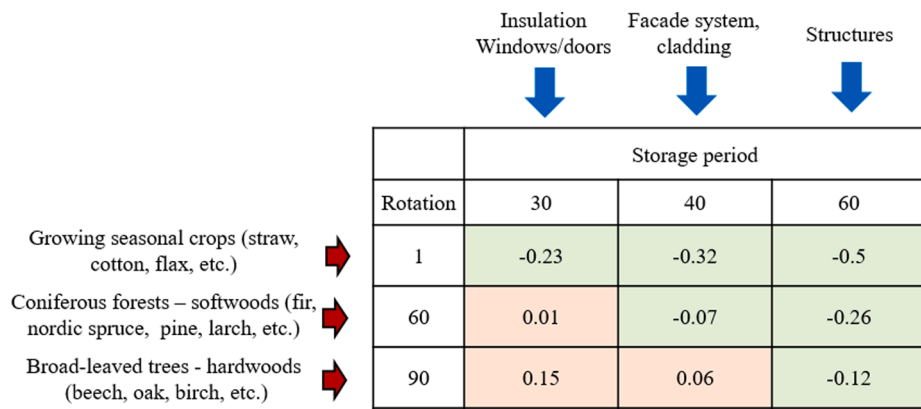 Insulation
Windows/doors
Facade system,
cladding
Structures
Storage period
Rotation 30 40 60
Growing seasonal crops (straw,
cotton, flax, etc.)
1 -0.23 -0.32 -0.5
Coniferous forests – softwoods (fir,
nordic spruce, pine, larch, etc.)
60 0.01 -0.07 -0.26
Broad-leaved trees - hardwoods
(beech, oak, birch, etc.)
90 0.15 0.06 -0.12